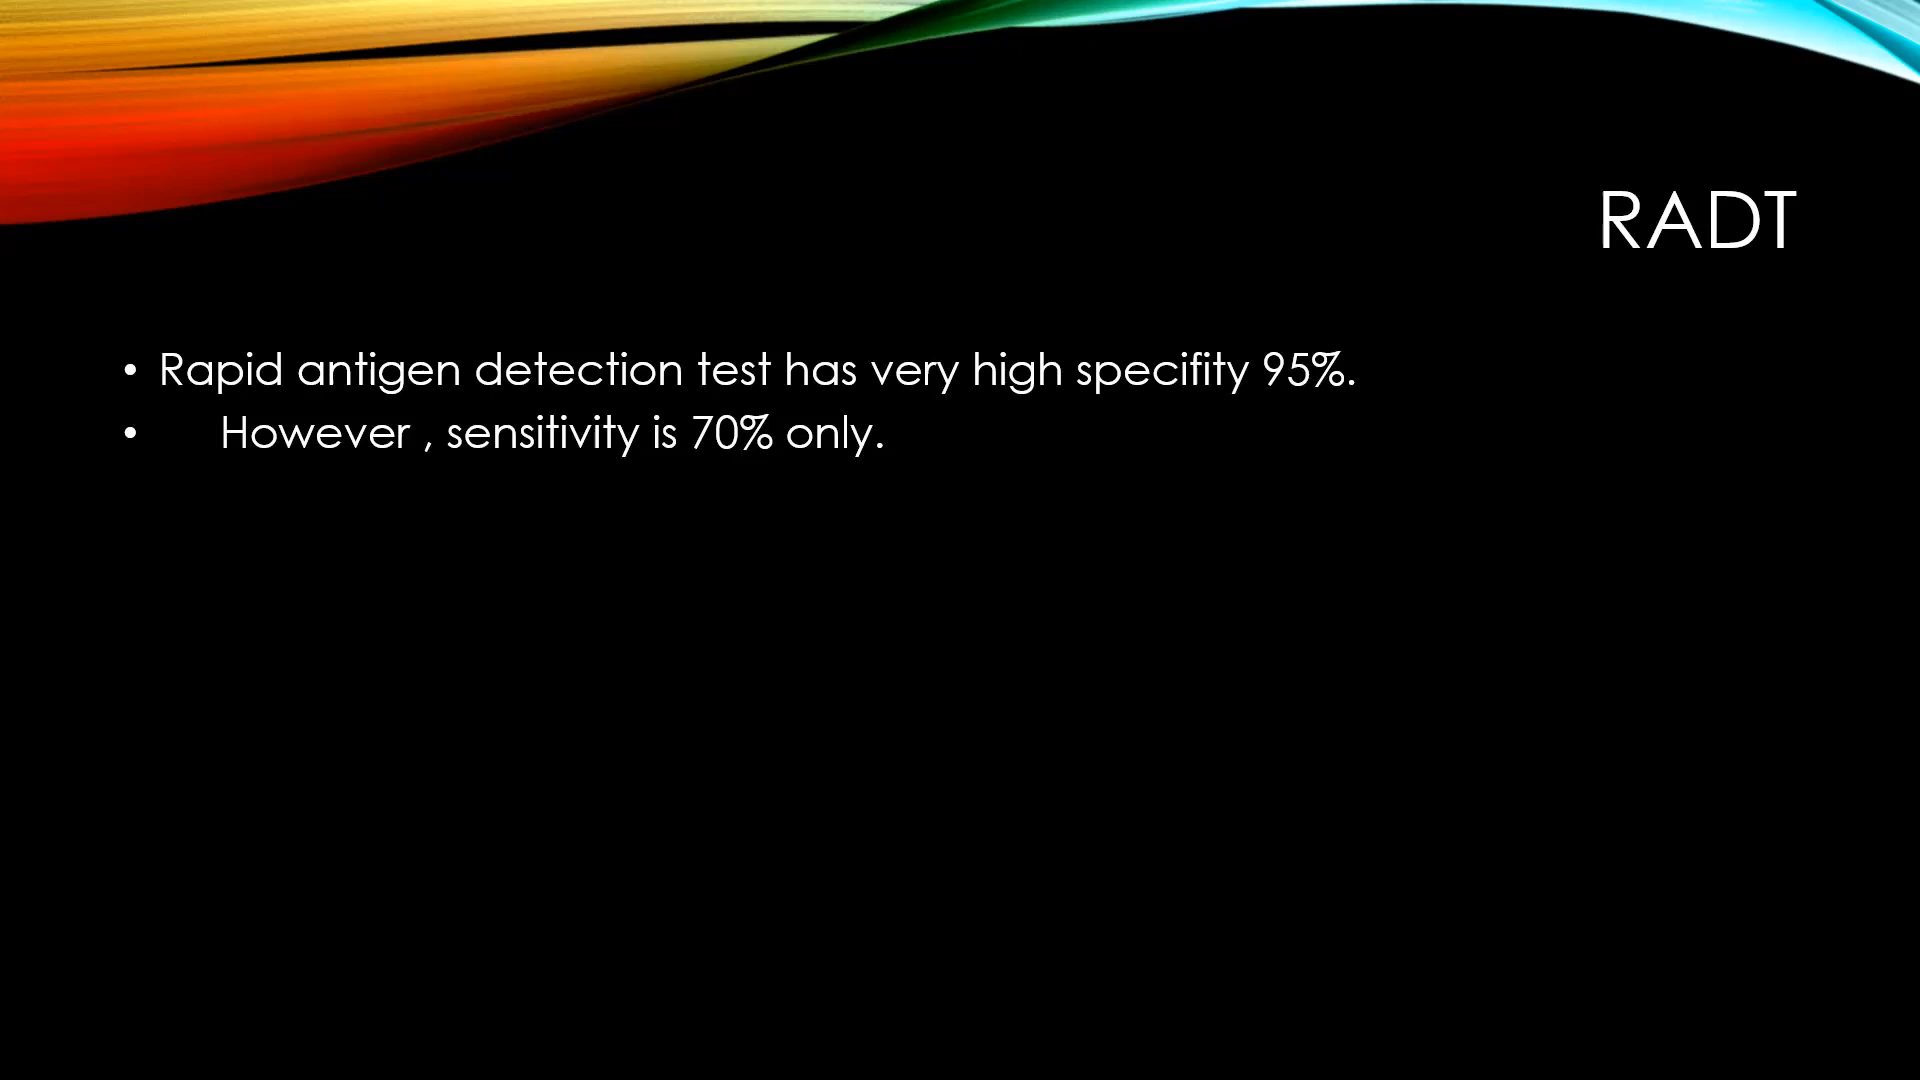 RADT
• Rapid antigen detection test has very high specifity 95%.
• However , sensitivity is 70% only.